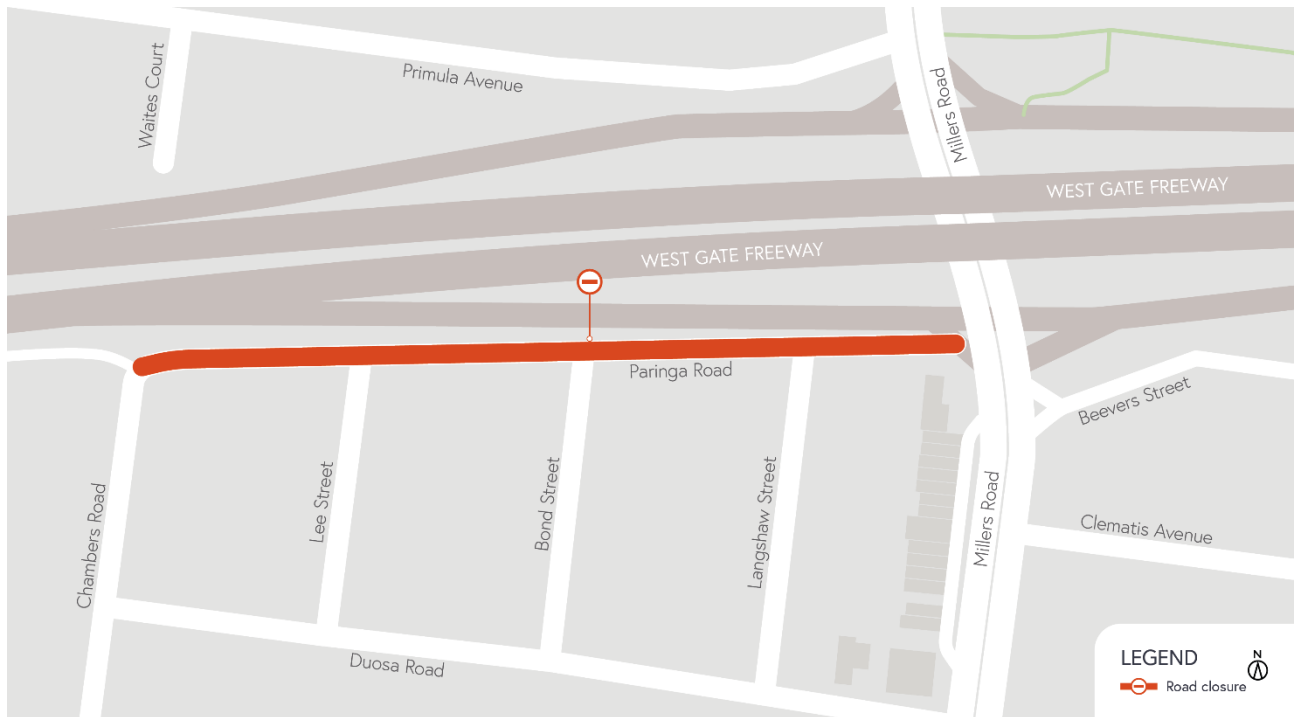 Waites Court
Primula Avenue
Millers Road
WEST GATE FREEWAY
WEST GATE FREEWAY
Paringa Road
Beevers Street
Chambers Road
Lee Street
Bond Street
Langshaw Street
Millers Road
Clematis Avenue
Duosa Road
LEGEND
N
Road closure